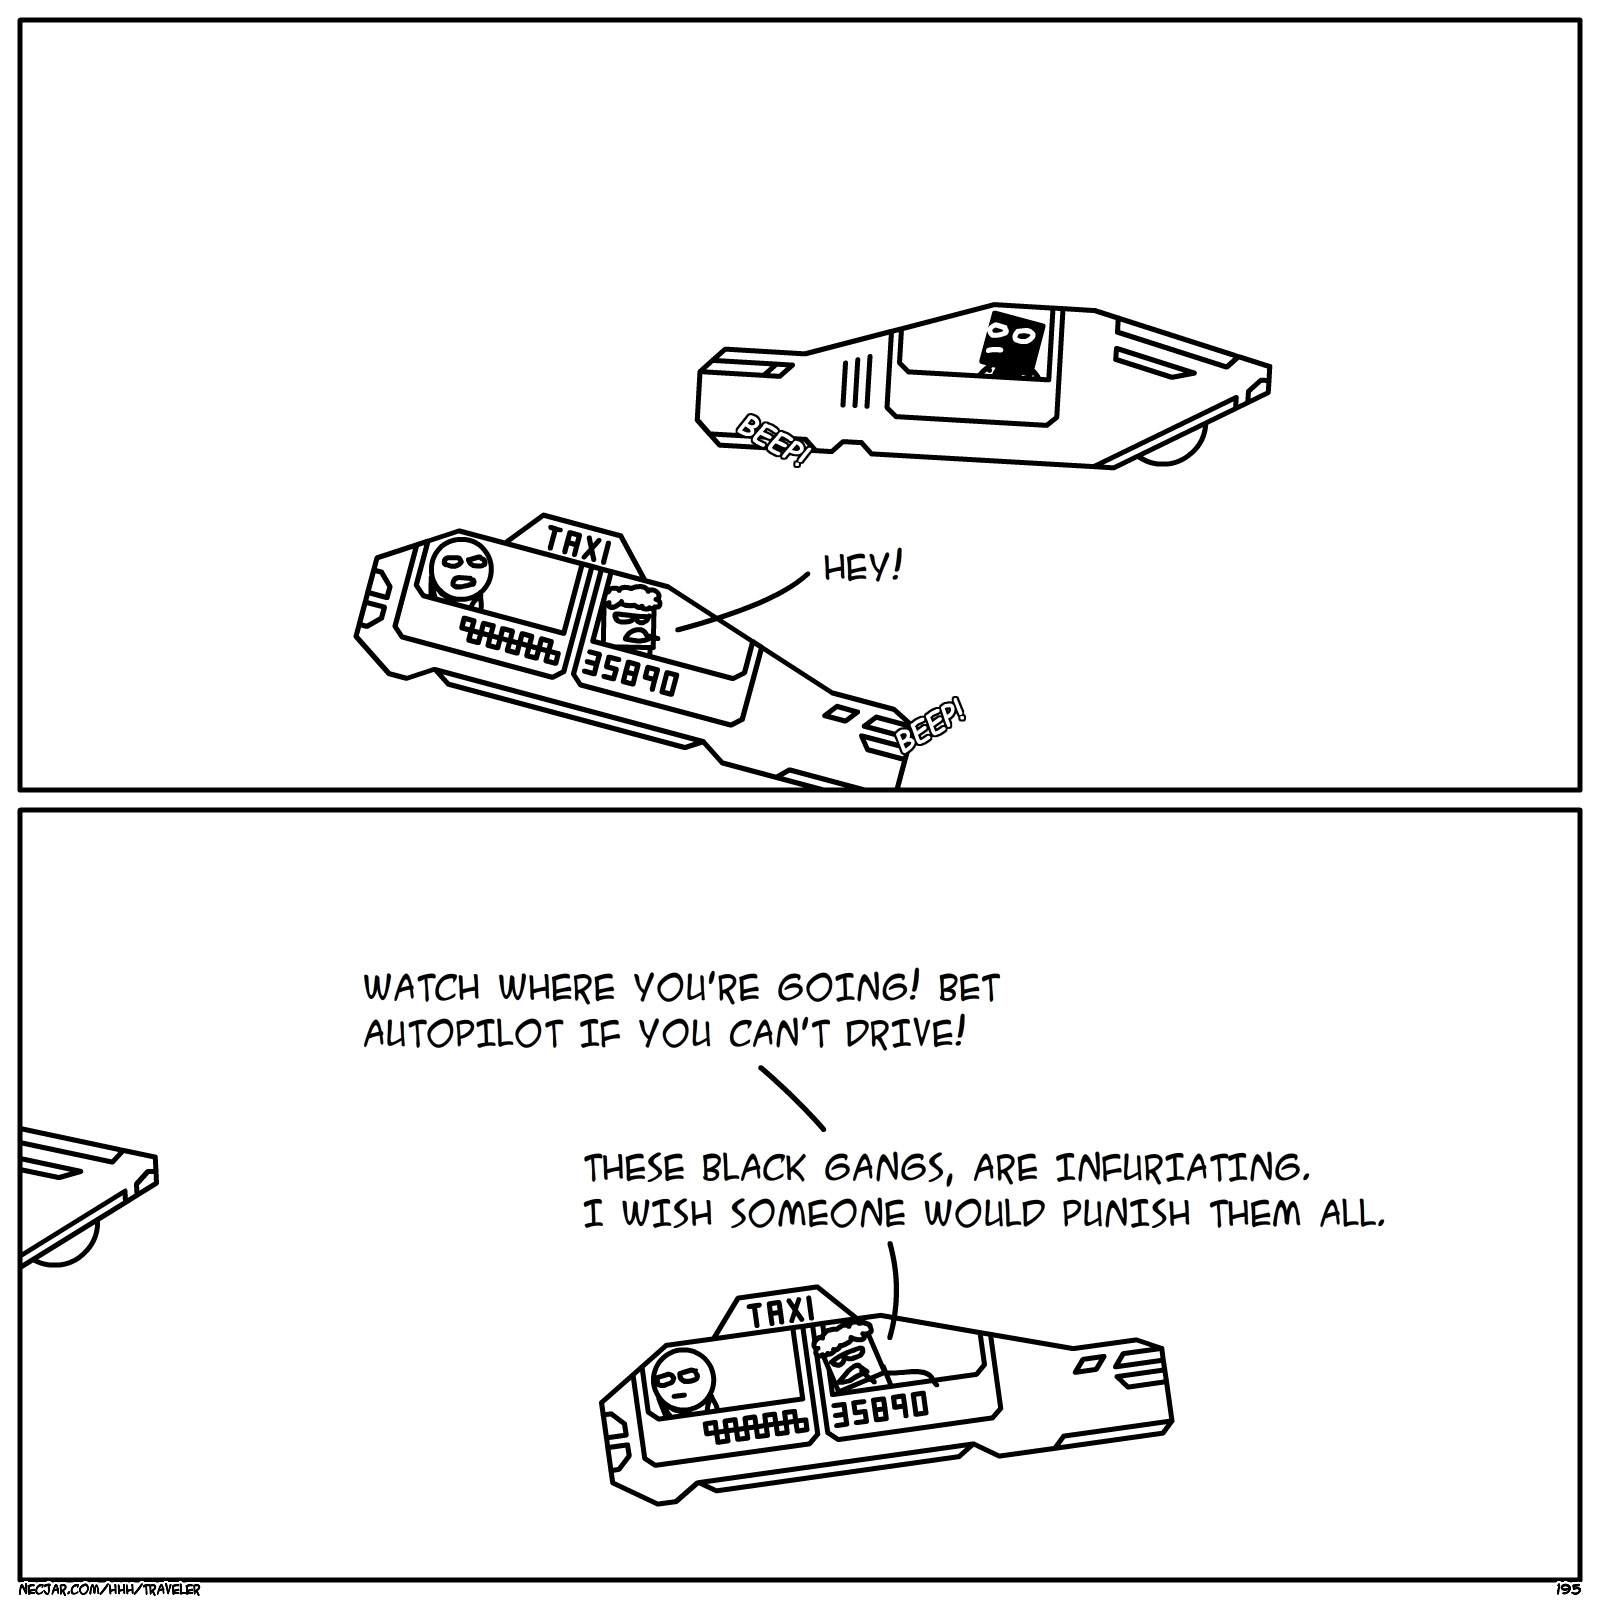 BEEP!
TAXI
HEY!
35890
BEEP!
WATCH WHERE YOU'RE GOING! BET
AUTOPILOT IF YOU CAN'T DRIVE!
THESE BLACK GANGS, ARE INFURIATING.
I WISH SOMEONE WOULD PUNISH THEM ALL.
TAXI
35890
NECJAR.COM/HHH/TRAVELER
195